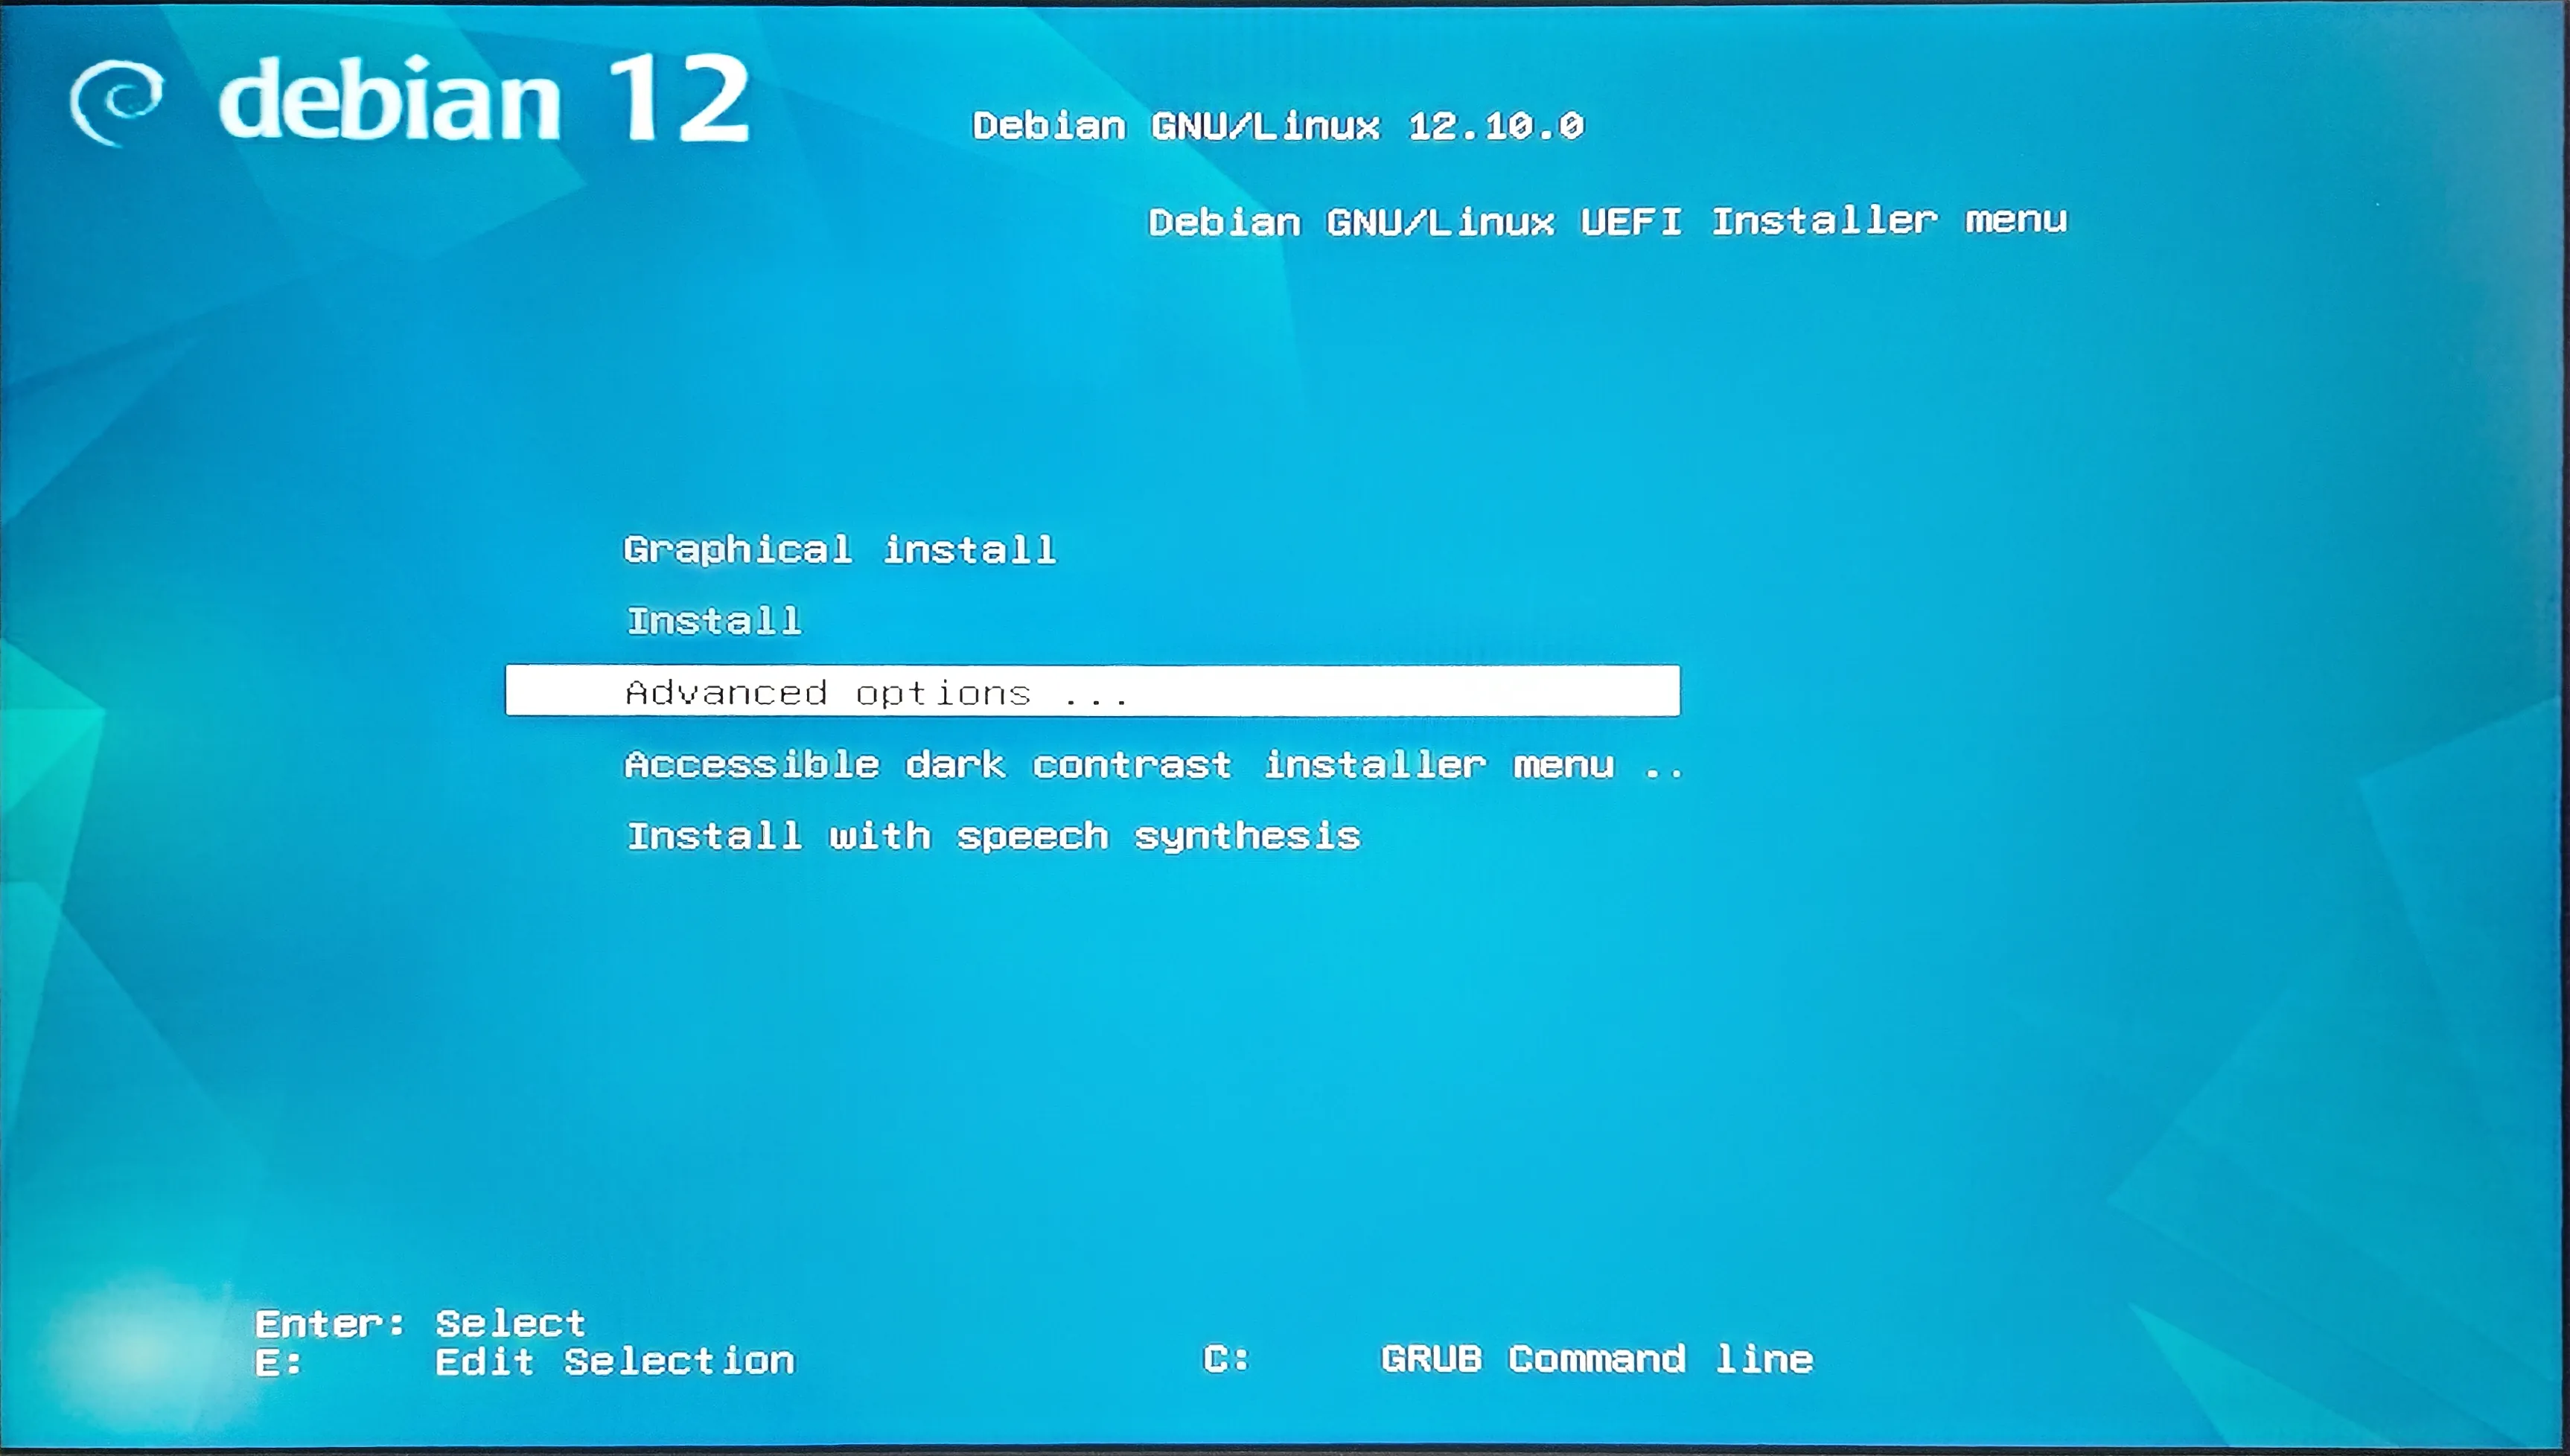 debian 12
Debian GNU/Linux 12.10.0
Debian GNU/Linux UEFI Installer menu
Graphical install
Install
Advanced options ...
Accessible dark contrast installer menu ..
Install with speech synthesis
Enter: Select
E: Edit Selection
C: GRUB Command line